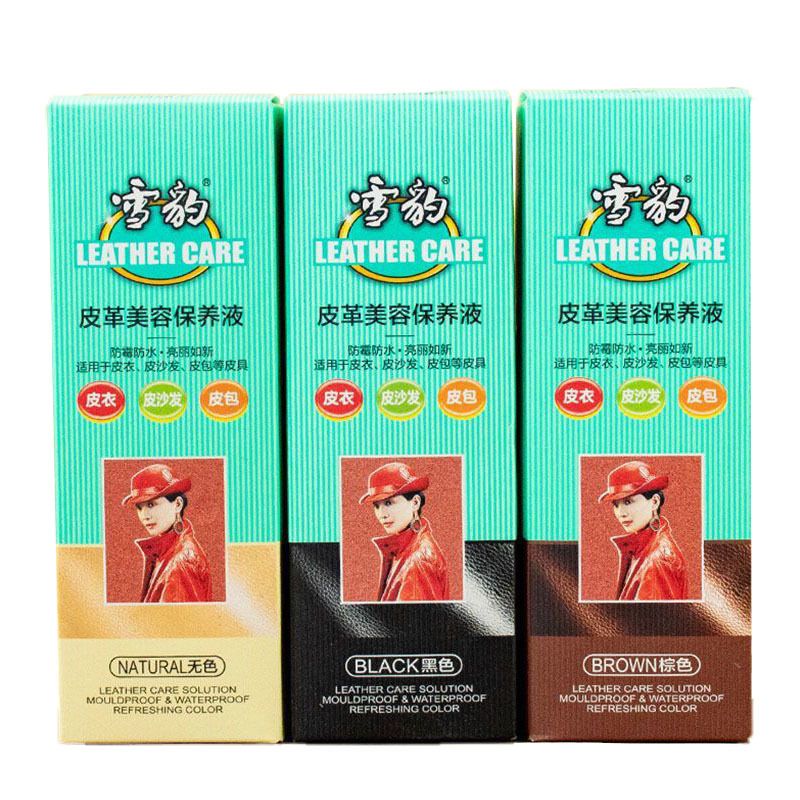 雪豹®
LEATHER CARE
皮革美容保养液
防霉防水·亮丽如新
适用于皮衣、皮沙发、皮包等皮具
皮衣 皮沙发 皮包
NATURAL无色
LEATHER CARE SOLUTION
MOULDPROOF & WATERPROOF
REFRESHING COLOR
雪豹®
LEATHER CARE
皮革美容保养液
防霉防水·亮丽如新
适用于皮衣、皮沙发、皮包等皮具
皮衣 皮沙发 皮包
BLACK黑色
LEATHER CARE SOLUTION
MOULDPROOF & WATERPROOF
REFRESHING COLOR
雪豹®
LEATHER CARE
皮革美容保养液
防霉防水·亮丽如新
适用于皮衣、皮沙发、皮包等皮具
皮衣 皮沙发 皮包
BROWN棕色
LEATHER CARE SOLUTION
MOULDPROOF & WATERPROOF
REFRESHING COLOR